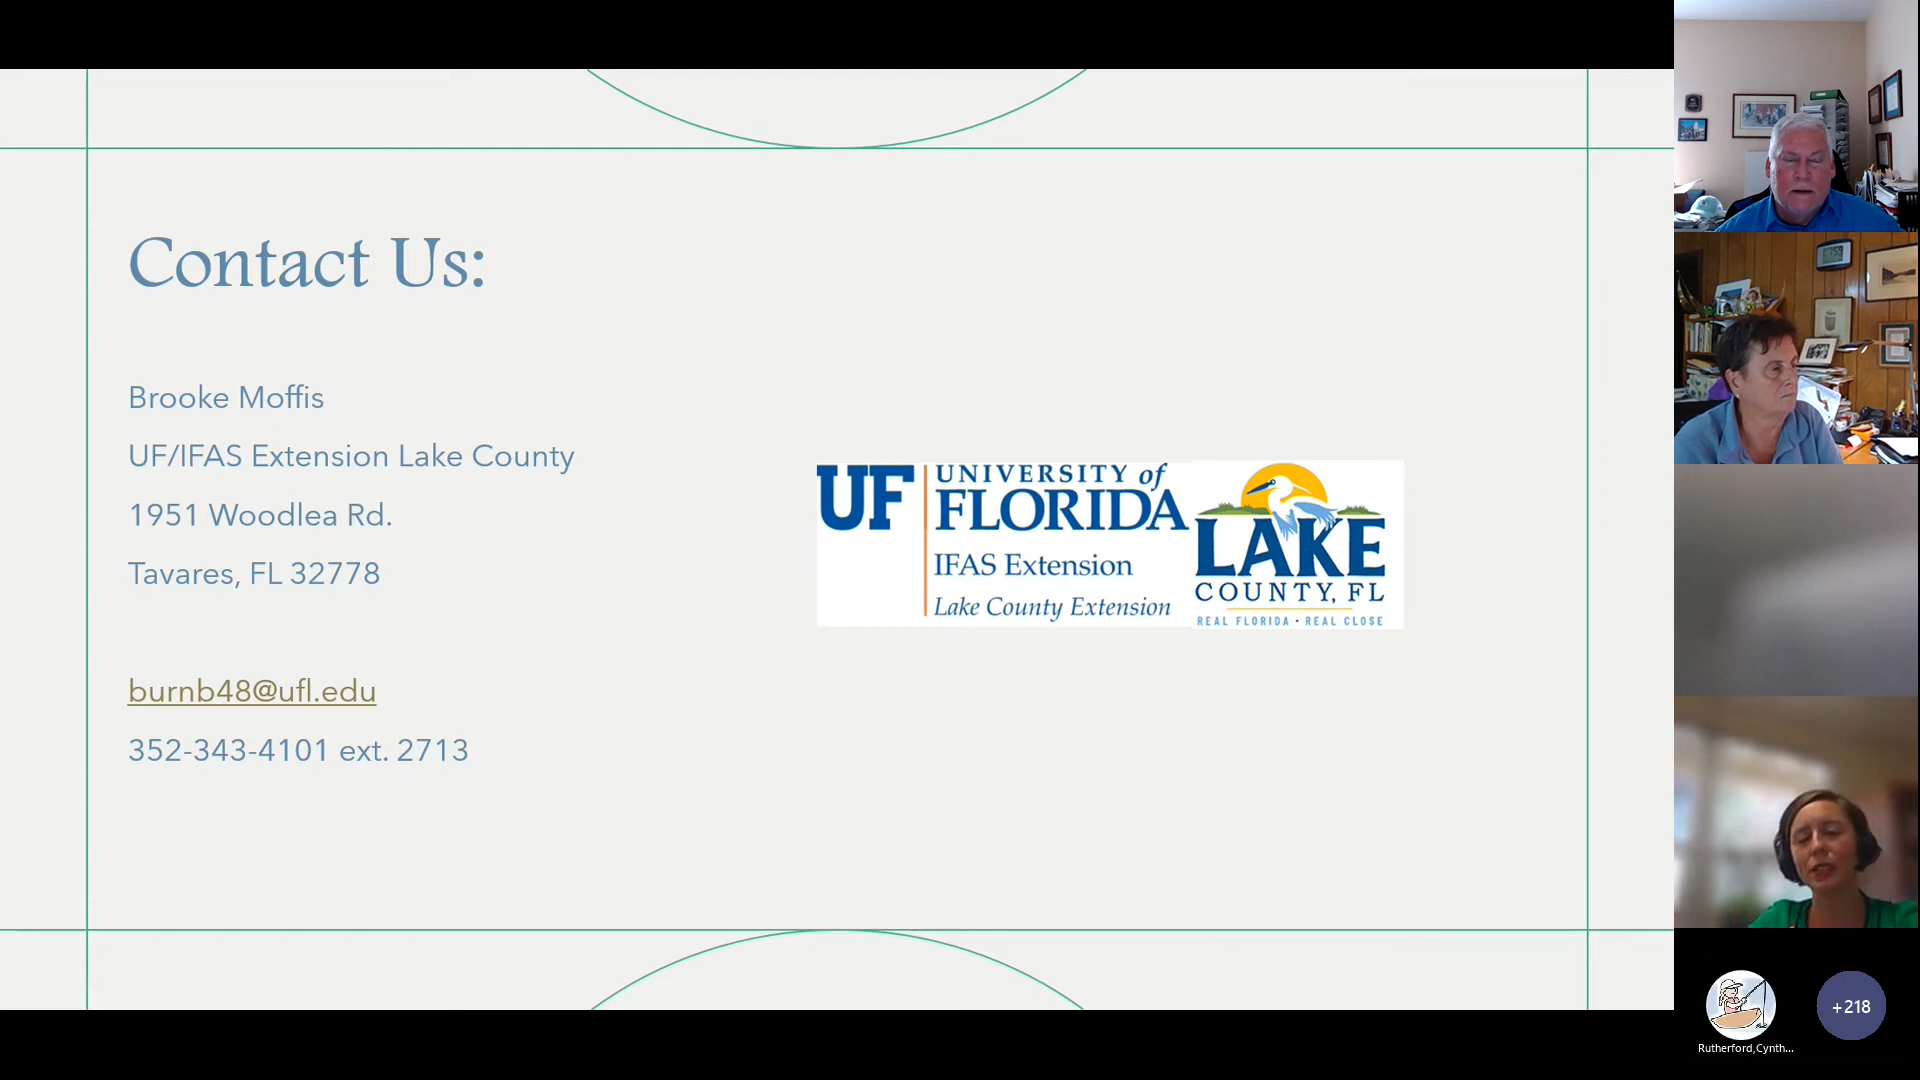 Contact Us:
Brooke Moffis
UF/IFAS Extension Lake County
1951 Woodlea Rd.
Tavares, FL 32778
burnb48@ufl.edu
352-343-4101 ext. 2713
UF
UNIVERSITY of
FLORIDA
IFAS Extension
Lake County Extension
LAKE
COUNTY, FL
REAL FLORIDA • REAL CLOSE
Rutherford,Cynth...
+218